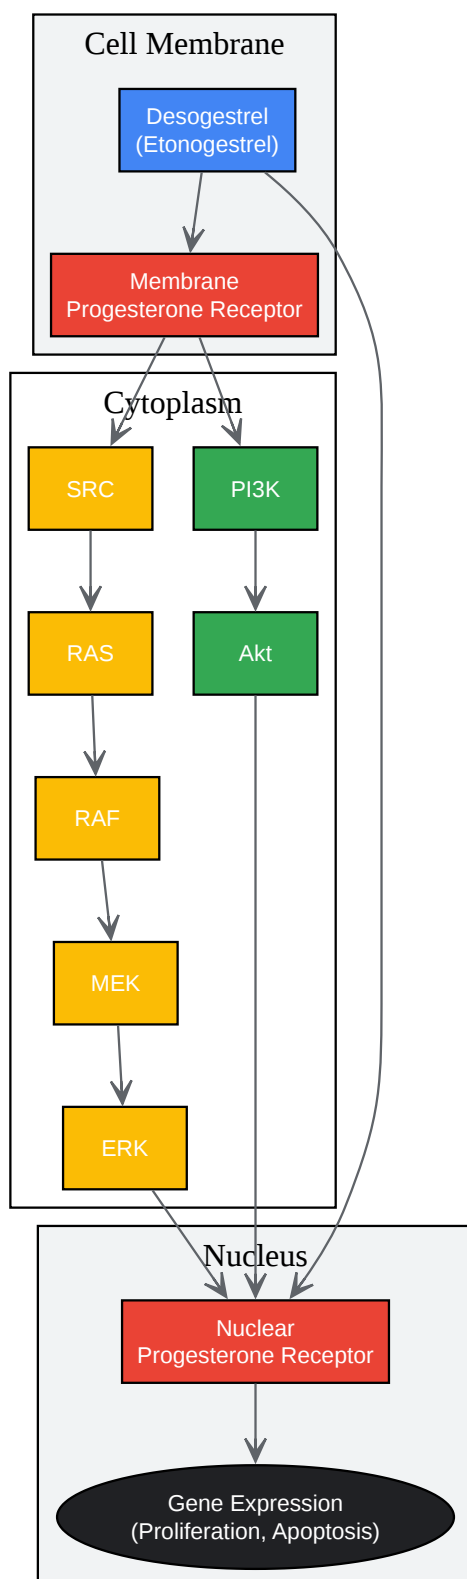 Cell Membrane
Desogestrel
(Etonogestrel)
Membrane
Progesterone Receptor
Cytoplasm
SRC
PI3K
RAS
Akt
RAF
MEK
ERK
Nucleus
Nuclear
Progesterone Receptor
Gene Expression
(Proliferation, Apoptosis)